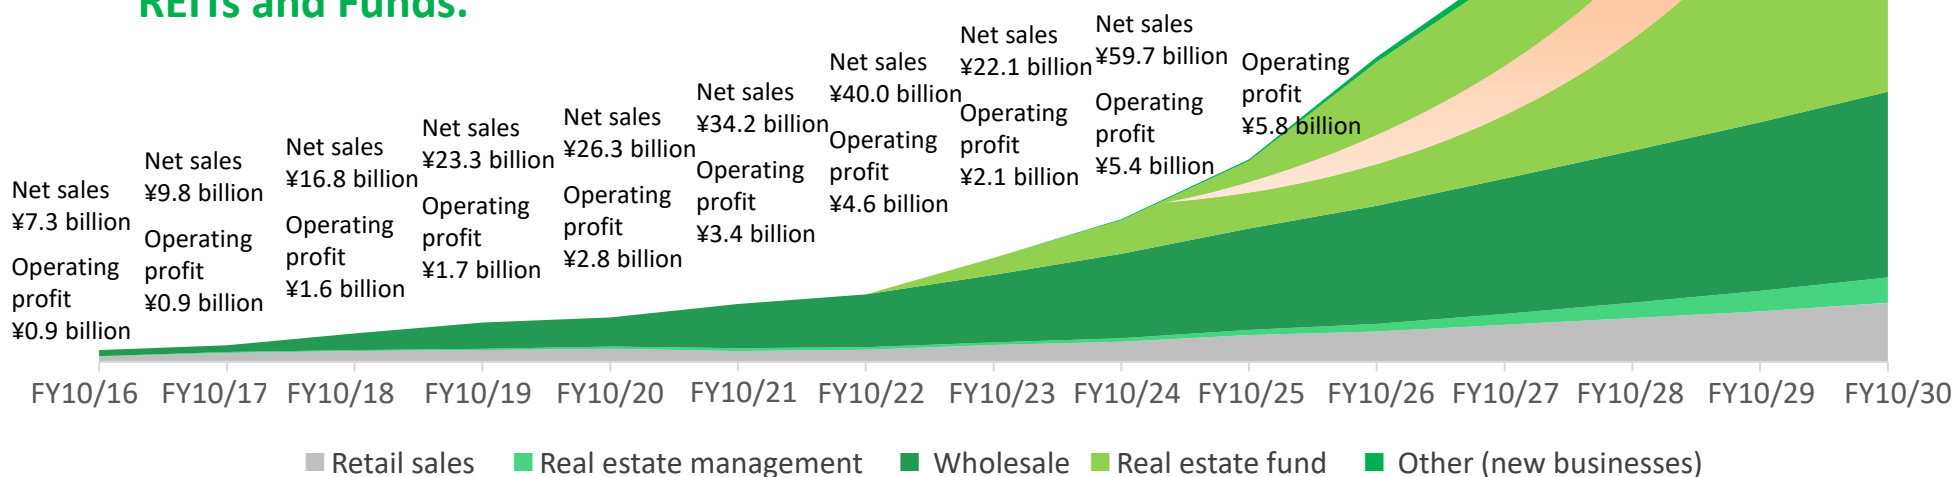 REITs and Funds.
Net sales
¥7.3 billion
Operating
profit
¥0.9 billion
Net sales
¥9.8 billion
Operating
profit
¥0.9 billion
Net sales
¥16.8 billion
Operating
profit
¥1.6 billion
Net sales
¥23.3 billion
Operating
profit
¥1.7 billion
Net sales
¥26.3 billion
Operating
profit
¥2.8 billion
Net sales
¥34.2 billion
Operating
profit
¥3.4 billion
Net sales
¥40.0 billion
Operating
profit
¥4.6 billion
Net sales
¥22.1 billion
Operating
profit
¥2.1 billion
Net sales
¥59.7 billion
Operating
profit
¥5.4 billion
Operating
profit
¥5.8 billion
FY10/16 FY10/17 FY10/18 FY10/19 FY10/20 FY10/21 FY10/22 FY10/23 FY10/24 FY10/25 FY10/26 FY10/27 FY10/28 FY10/29 FY10/30
Retail sales Real estate management Wholesale Real estate fund Other (new businesses)